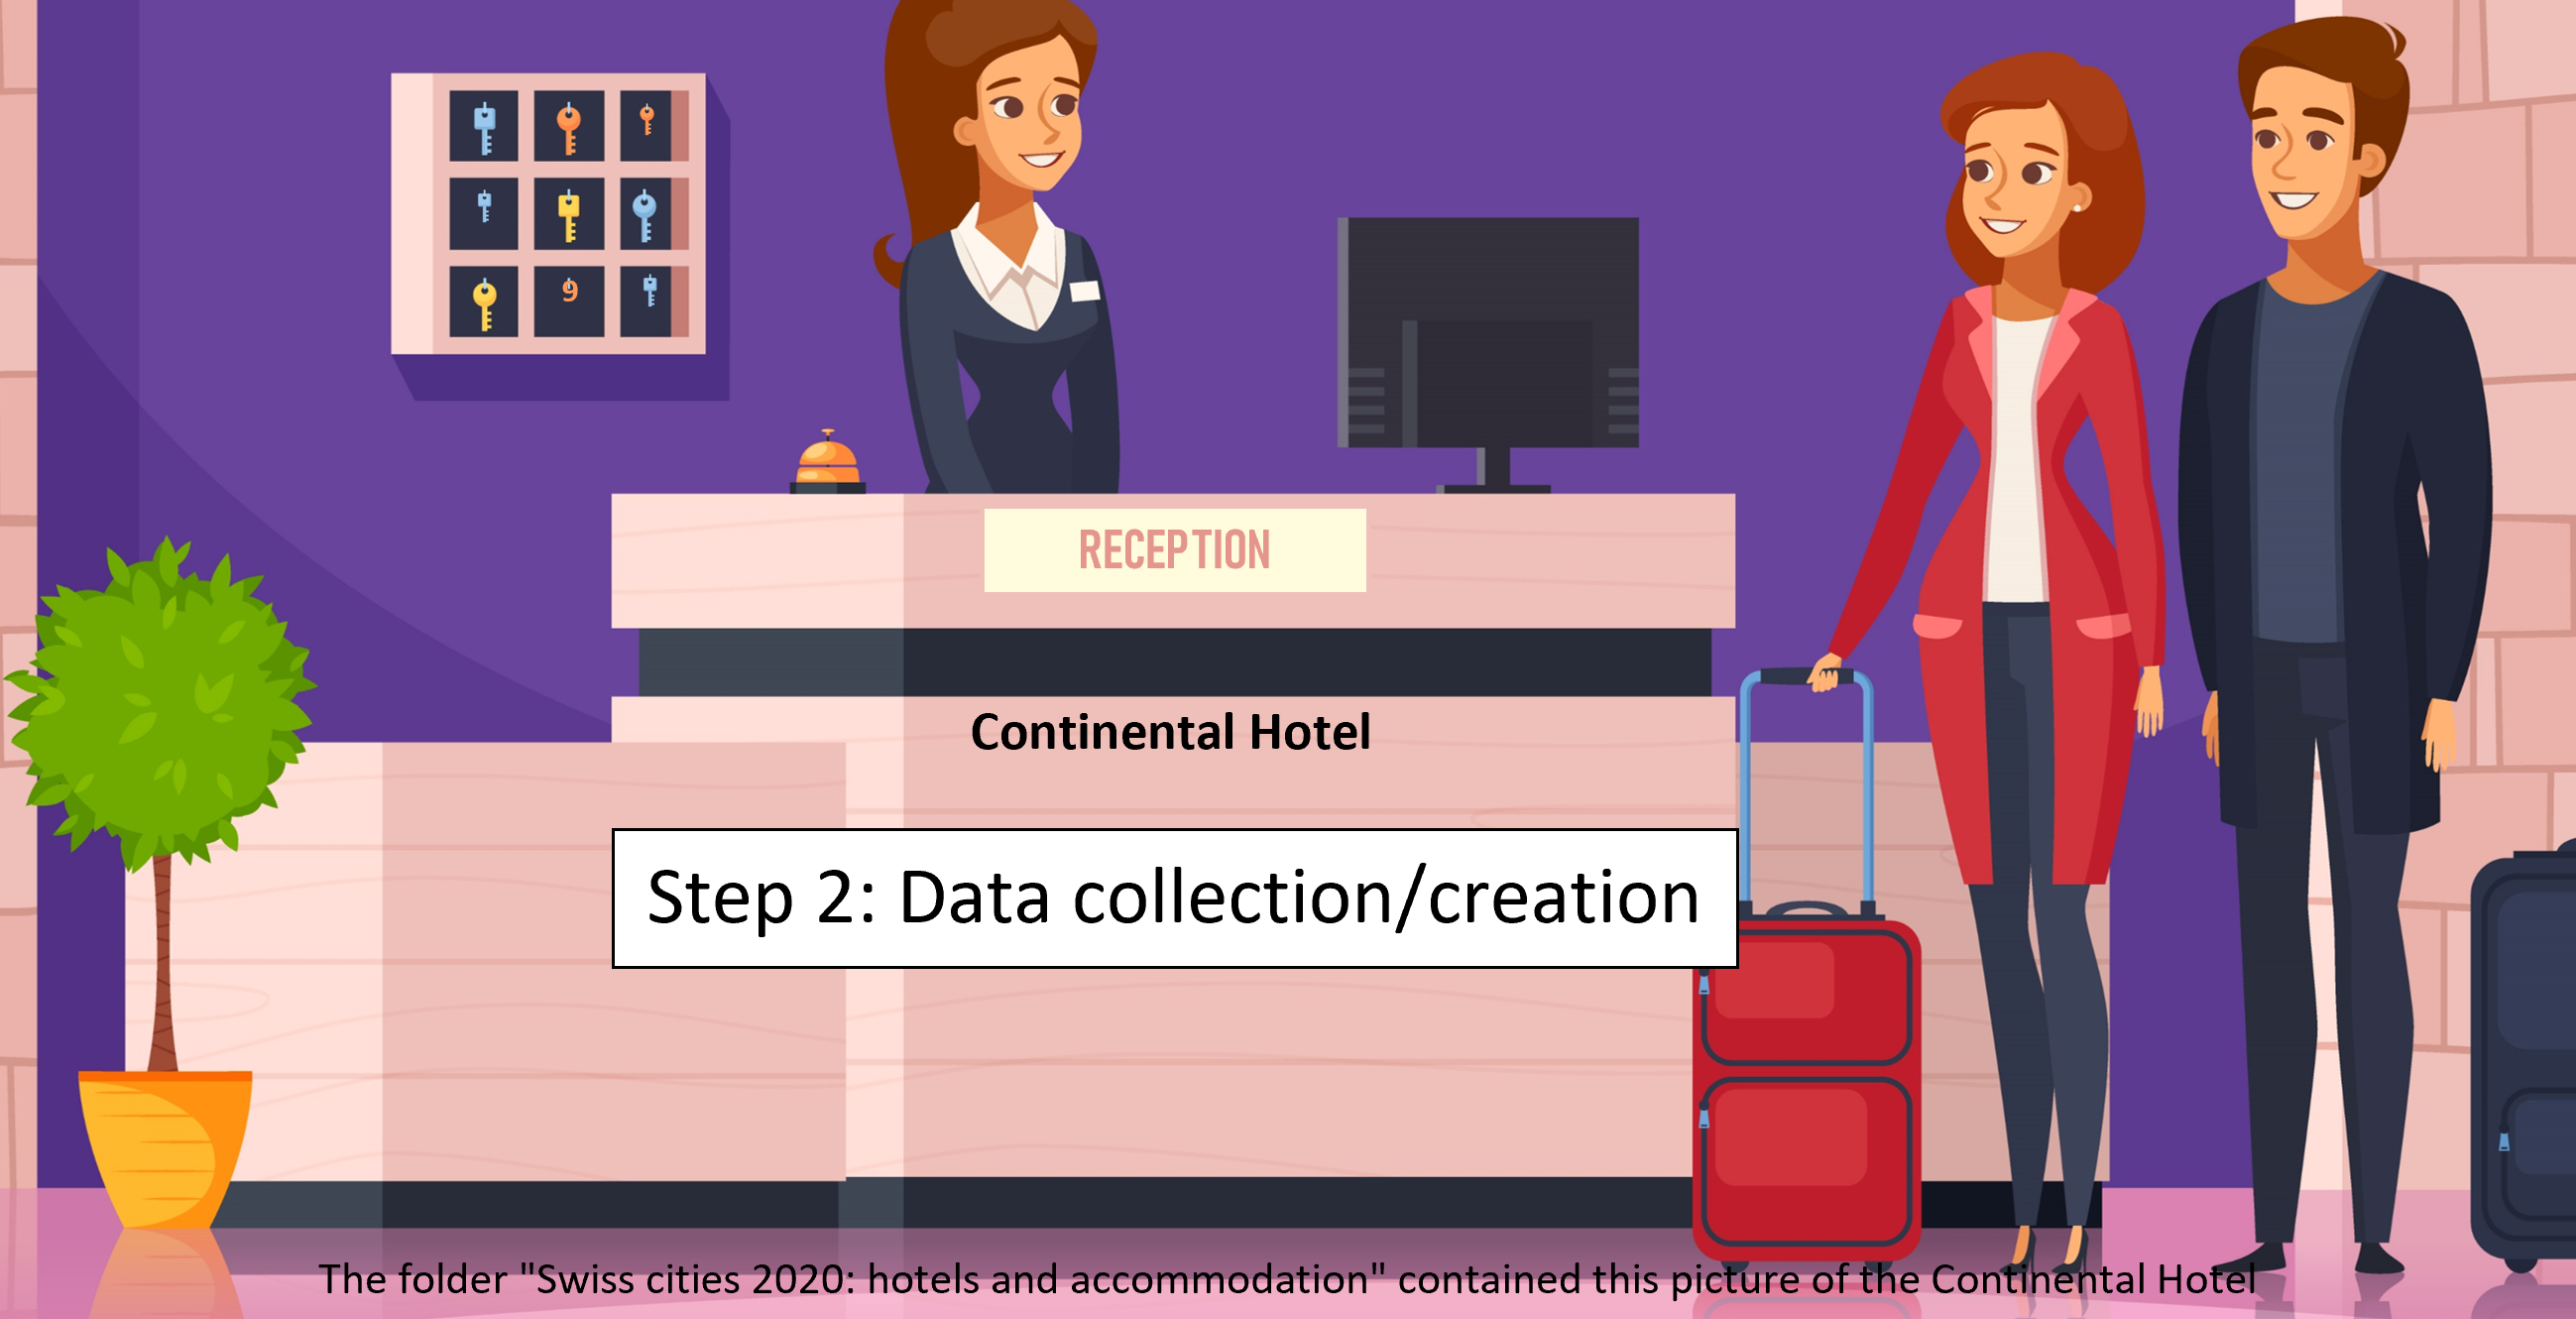 9
RECEPTION
Continental Hotel
Step 2: Data collection/creation
The folder "Swiss cities 2020: hotels and accommodation" contained this picture of the Continental Hotel